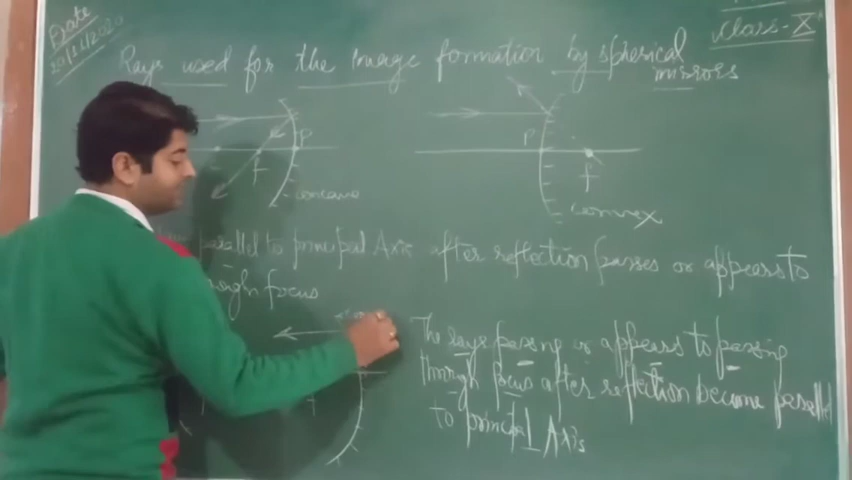 Date
20/11/2020
Class-X
Rays used for the image formation by spherical mirrors
P
f
concave
P
f
convex
parallel to principal Axis after reflection passes or appears to
through focus
The rays passing or appears to passing
through focus after reflection become parallel
to principal Axis
f